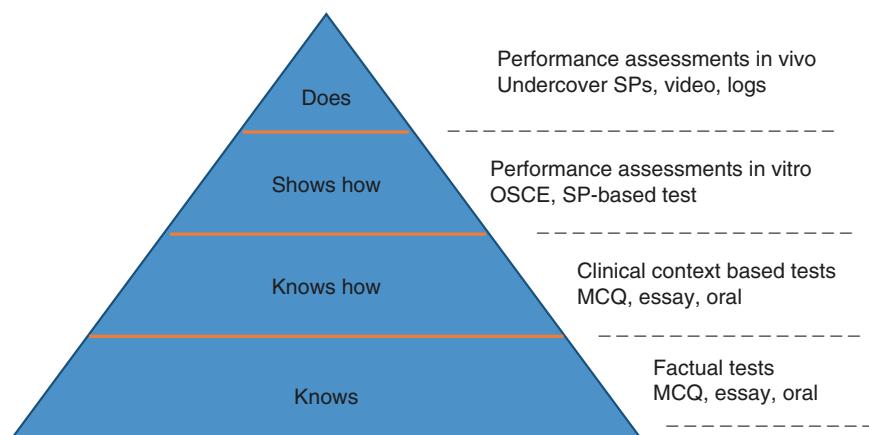 Does
Performance assessments in vivo
Undercover SPs, video, logs
Shows how
Performance assessments in vitro
OSCE, SP-based test
Knows how
Clinical context based tests
MCQ, essay, oral
Knows
Factual tests
MCQ, essay, oral